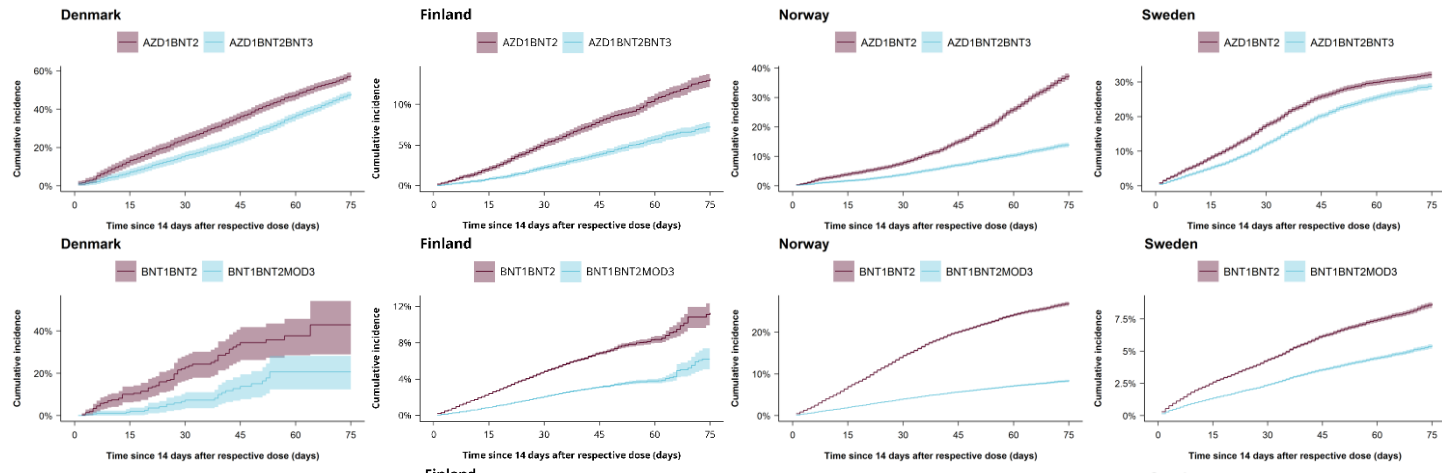 Denmark
AZD1BNT2 AZD1BNT2BNT3
Cumulative incidence
60%
40%
20%
0%
0 15 30 45 60 75
Time since 14 days after respective dose (days)
Finland
AZD1BNT2 AZD1BNT2BNT3
Cumulative incidence
10%
5%
0%
0 15 30 45 60 75
Time since 14 days after respective dose (days)
Norway
AZD1BNT2 AZD1BNT2BNT3
Cumulative incidence
40%
30%
20%
10%
0%
0 15 30 45 60 75
Time since 14 days after respective dose (days)
Sweden
AZD1BNT2 AZD1BNT2BNT3
Cumulative incidence
30%
20%
10%
0%
0 15 30 45 60 75
Time since 14 days after respective dose (days)
Denmark
BNT1BNT2 BNT1BNT2MOD3
Cumulative incidence
40%
20%
0%
0 15 30 45 60 75
Time since 14 days after respective dose (days)
Finland
BNT1BNT2 BNT1BNT2MOD3
Cumulative incidence
12%
8%
4%
0%
0 15 30 45 60 75
Time since 14 days after respective dose (days)
Norway
BNT1BNT2 BNT1BNT2MOD3
Cumulative incidence
20%
10%
0%
0 15 30 45 60 75
Time since 14 days after respective dose (days)
Sweden
BNT1BNT2 BNT1BNT2MOD3
Cumulative incidence
7.5%
5%
2.5%
0%
0 15 30 45 60 75
Time since 14 days after respective dose (days)
Finland